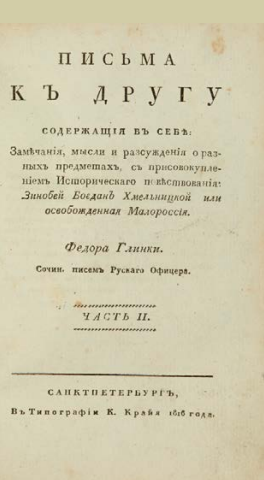 ПИСЬМА
КЪ ДРУГУ
СОДЕРЖАЩІЯ ВЪ СЕБѢ:
Замѣчанія, мысли и разсужденія о раз-
ныхъ предметахъ, съ присовокупле-
ніемъ Историческаго повѣствованія:
Зинобей Богданъ Хмельницкой или
освобожденная Малороссія.
Федора Глинки.
Сочин. писемъ Рускаго Офицера.
ЧАСТЬ II.
САНКТПЕТЕРБУРГЪ,
Въ Типографіи К. Крайя 1816 года.